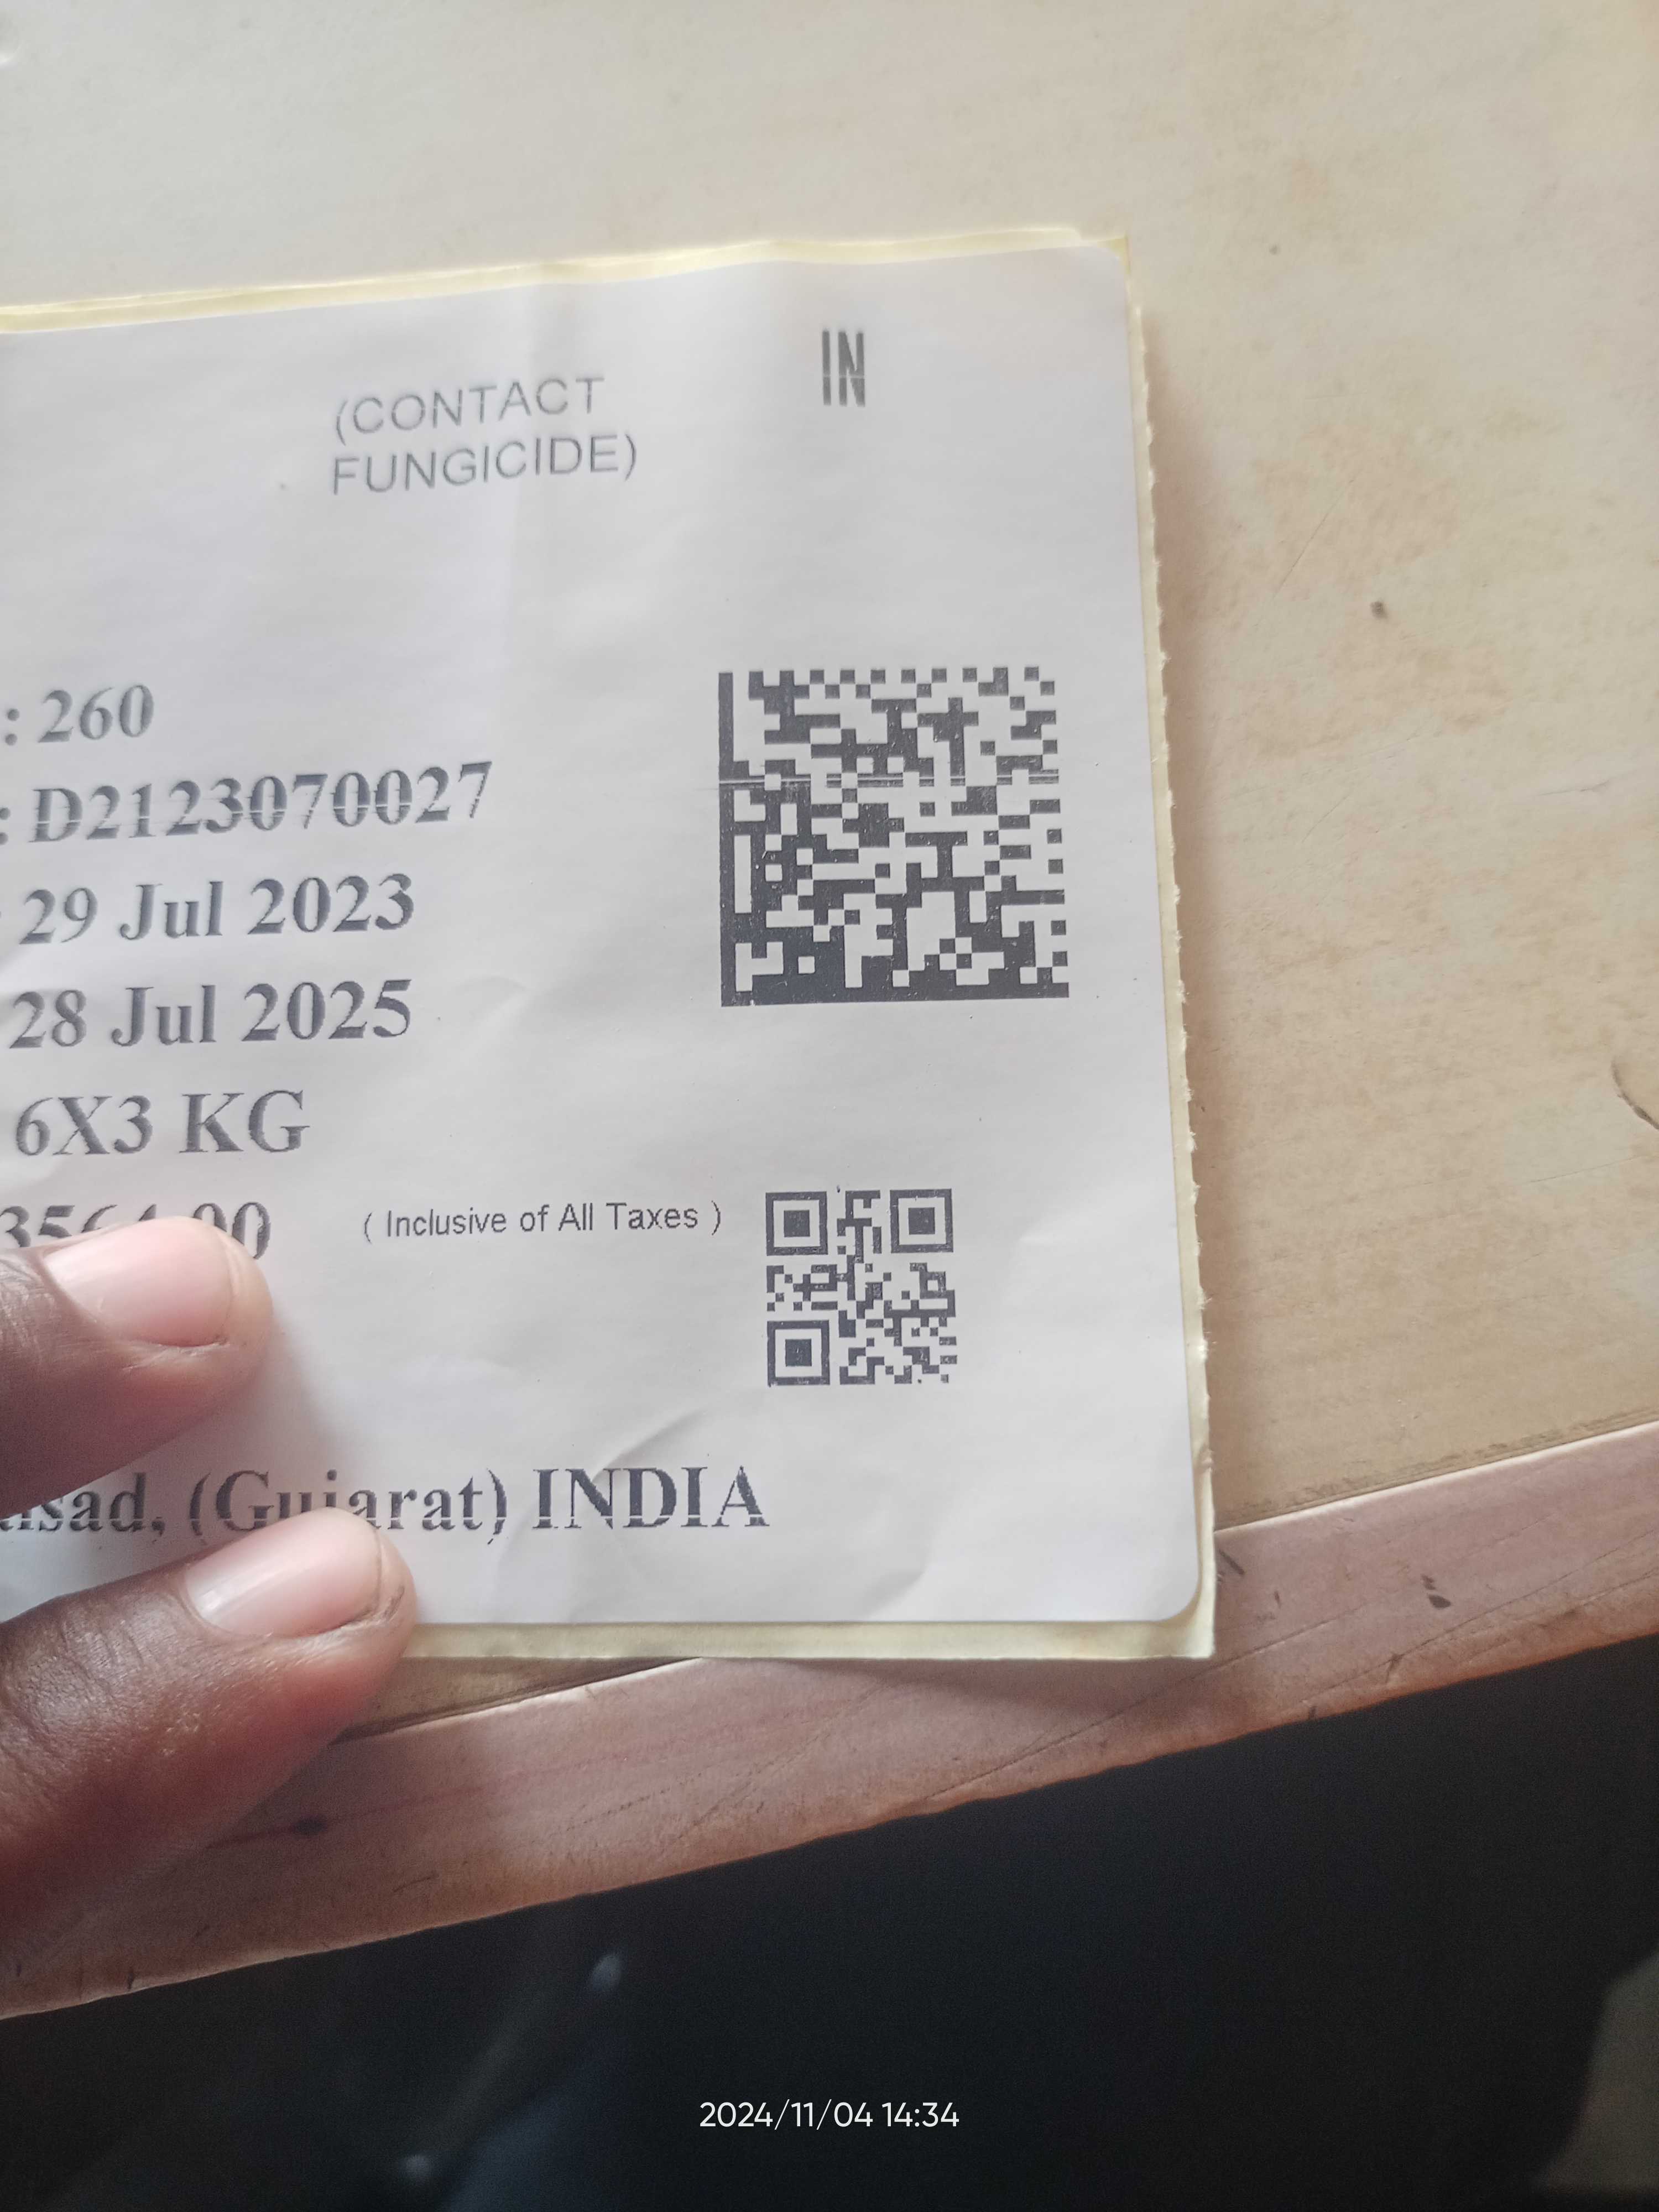 IN
(CONTACT
FUNGICIDE)
: 260
: D2123070027
29 Jul 2023
28 Jul 2025
6X3 KG
( Inclusive of All Taxes )
(Gujarat) INDIA
2024/11/04 14:34